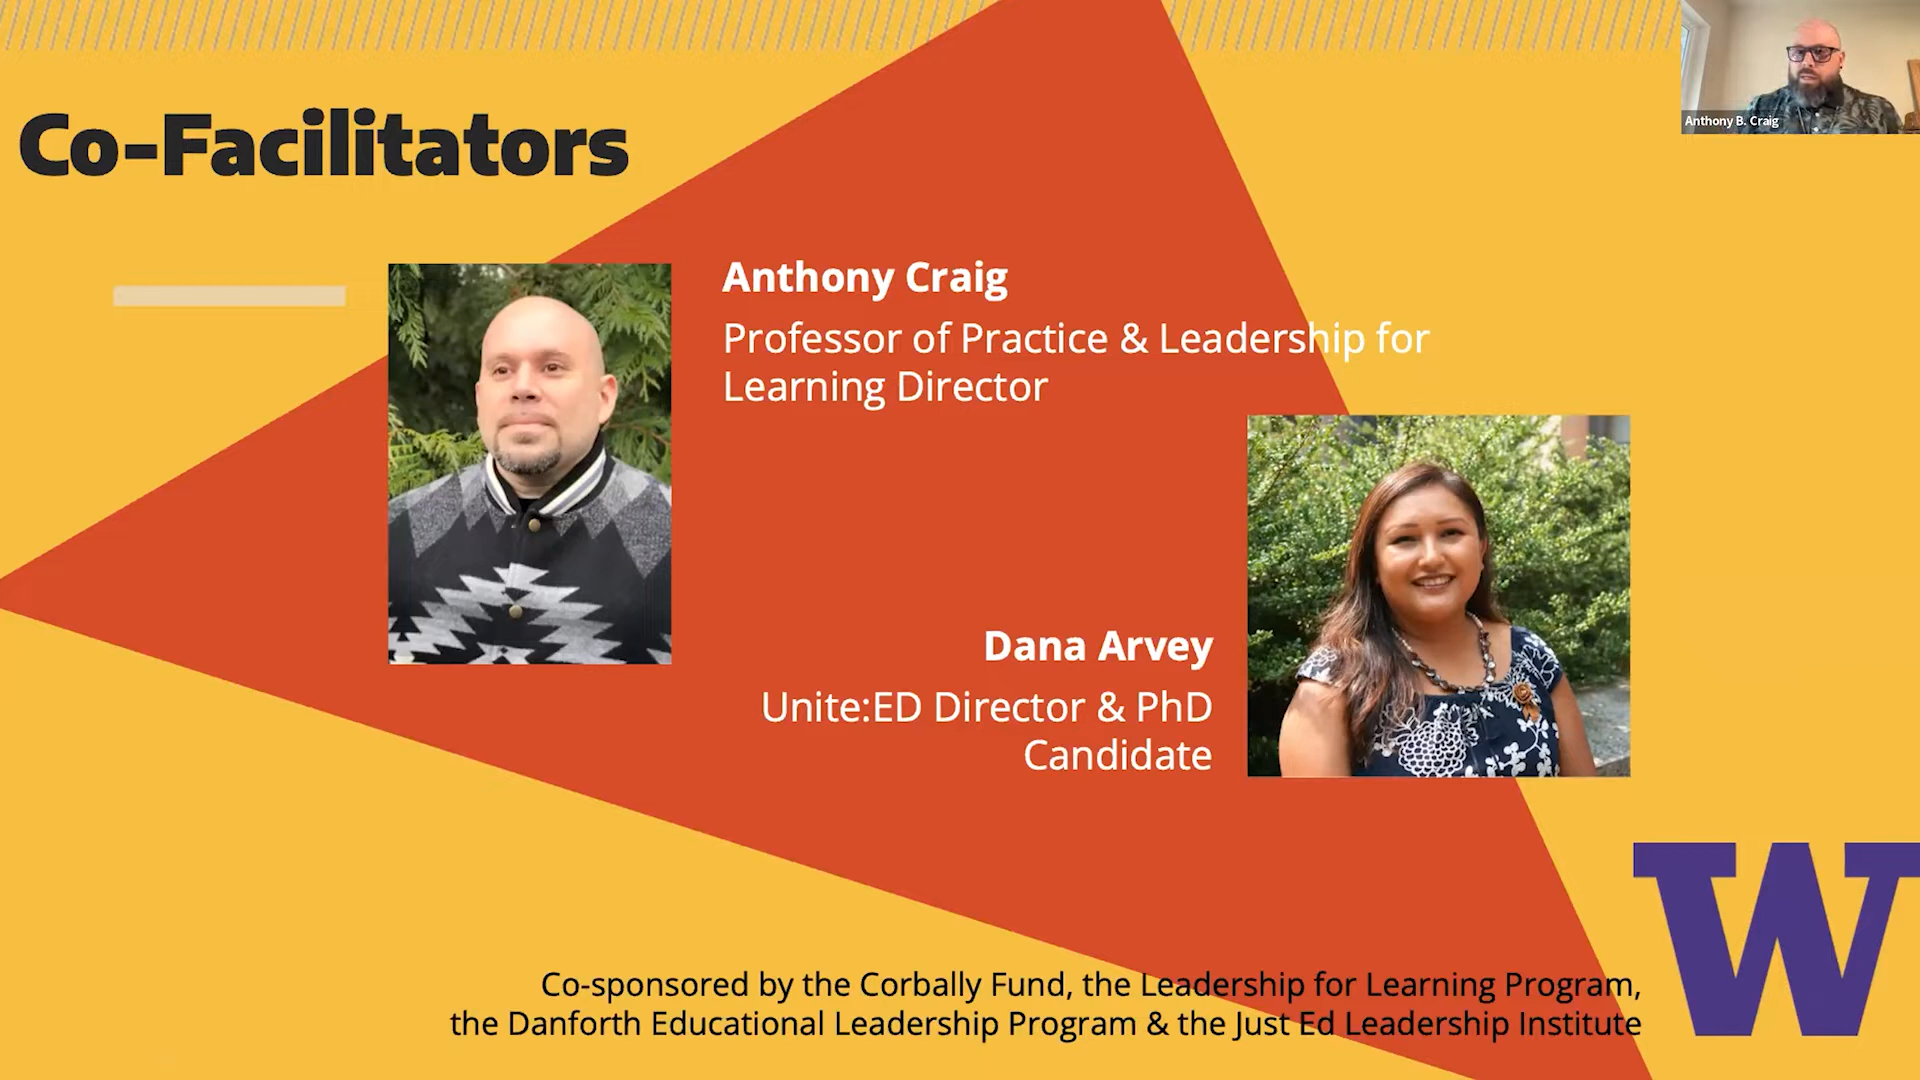 Co-Facilitators
Anthony B. Craig
Anthony Craig
Professor of Practice & Leadership for
Learning Director
Dana Arvey
Unite:ED Director & PhD
Candidate
W
Co-sponsored by the Corbally Fund, the Leadership for Learning Program,
the Danforth Educational Leadership Program & the Just Ed Leadership Institute